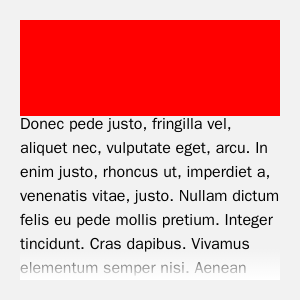 Donec pede justo, fringilla vel,
aliquet nec, vulputate eget, arcu. In
enim justo, rhoncus ut, imperdiet a,
venenatis vitae, justo. Nullam dictum
felis eu pede mollis pretium. Integer
tincidunt. Cras dapibus. Vivamus
elementum semper nisi. Aenean